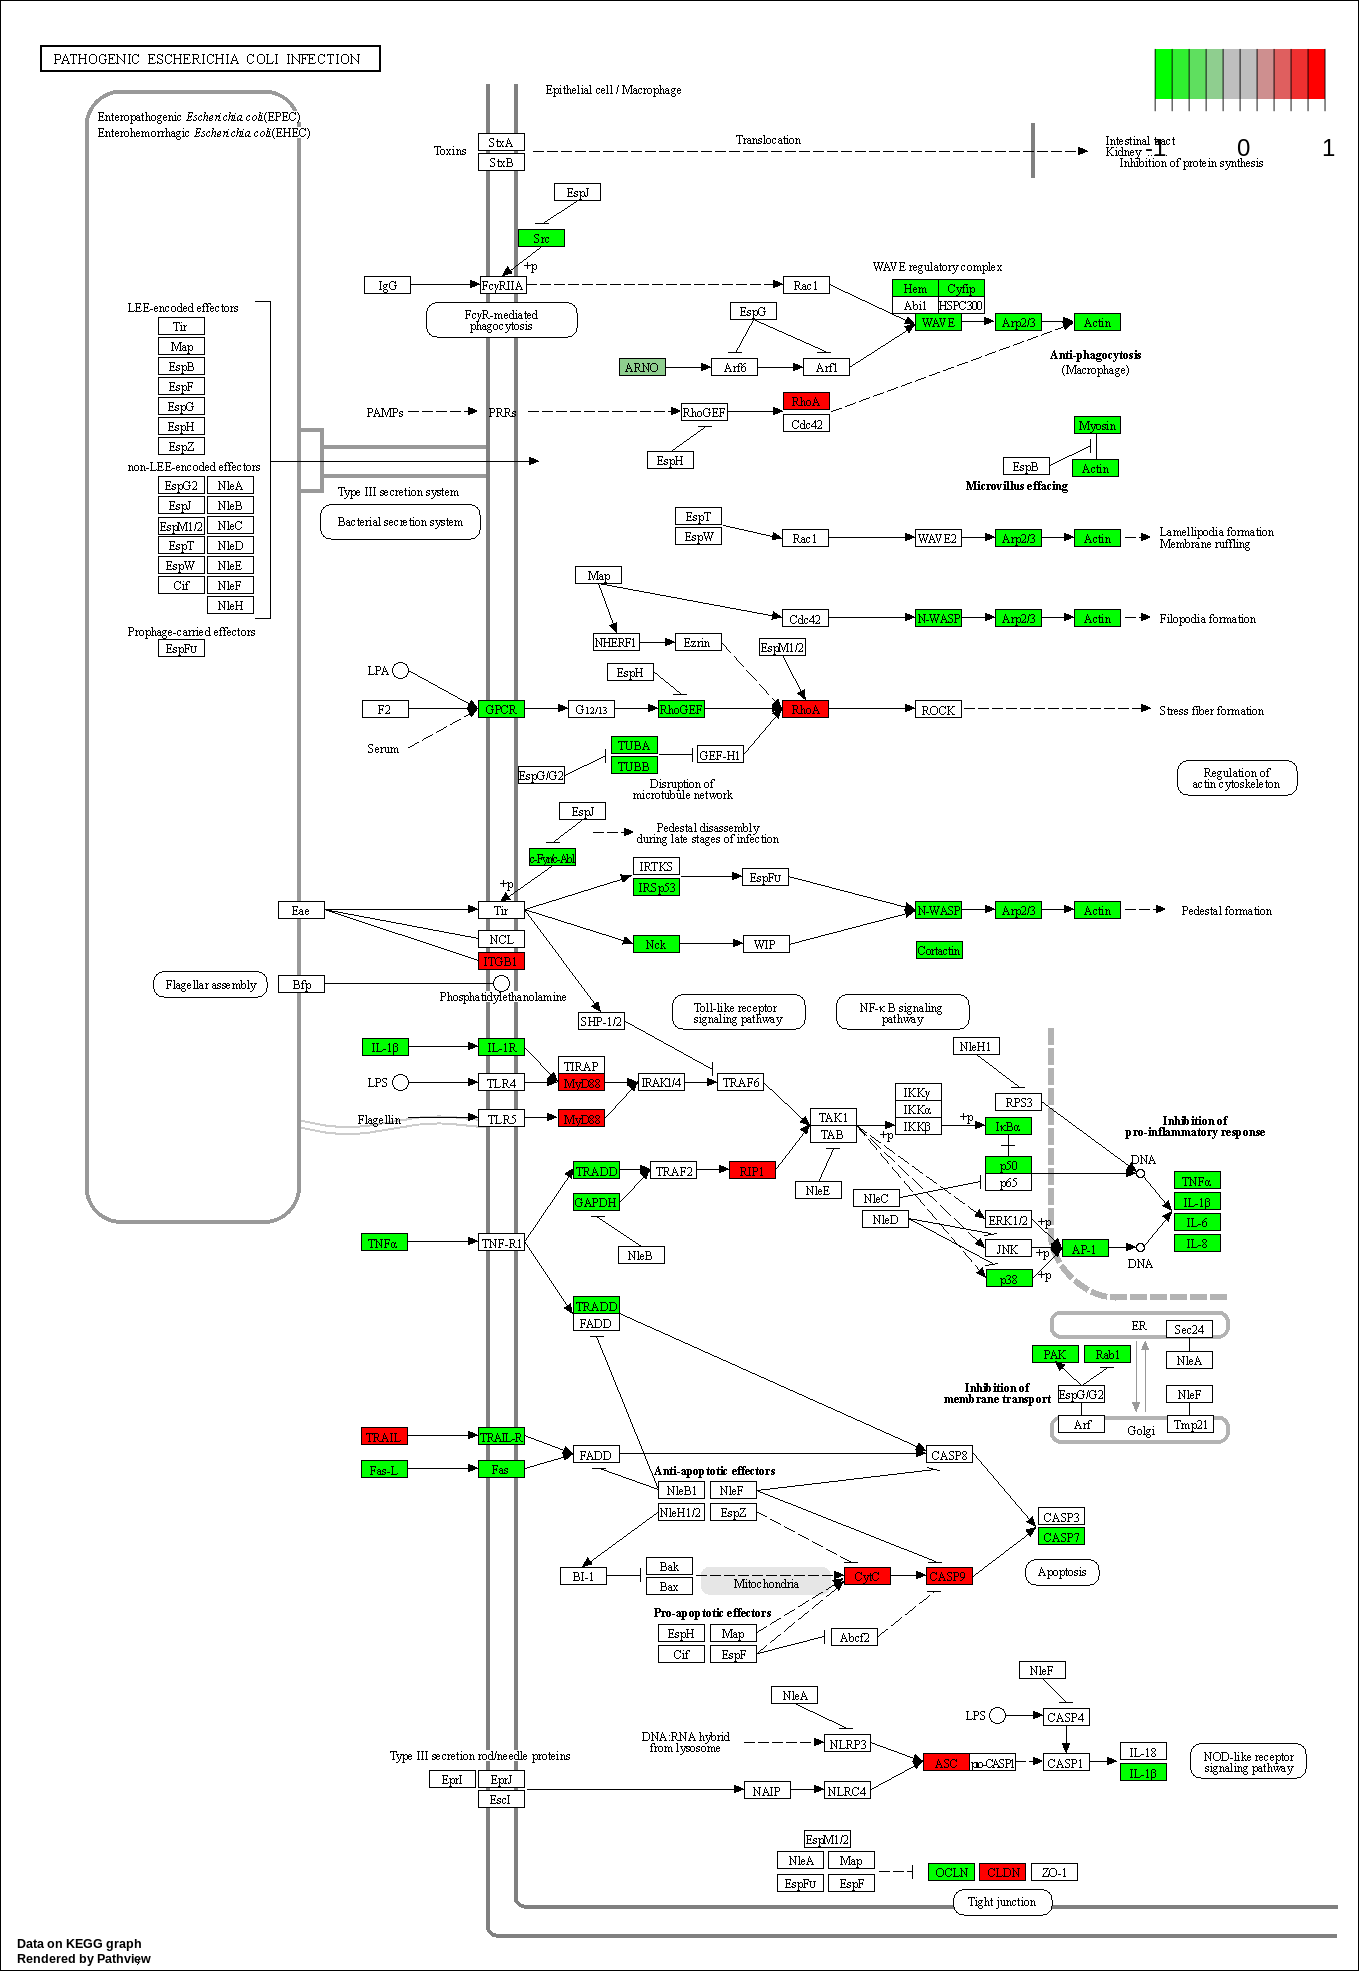 PATHOGENIC ESCHERICHIA COLI INFECTION
-1 0 1
Epithelial cell / Macrophage
Enteropathogenic Escherichia coli(EPEC)
Enterohemorrhagic Escherichia coli(EHEC)
Toxins
StxA
StxB
Translocation
Intestinal tract
Kidney ......
Inhibition of protein synthesis
EspJ
Src
+p
IgG
FcγRIIA
Rac1
WAVE regulatory complex
Hem Cyfip
Abi1 HSPC300
WAVE
Arp2/3
Actin
FcγR-mediated
phagocytosis
EspG
ARNO
Arf6
Arf1
Anti-phagocytosis
(Macrophage)
LEE-encoded effectors
Tir
Map
EspB
EspF
EspG
EspH
EspZ
non-LEE-encoded effectors
EspG2 NleA
EspJ NleB
EspM1/2 NleC
EspT NleD
EspW NleE
Cif NleF
NleH
Prophage-carried effectors
EspFu
PAMPs
PRRs
RhoGEF
RhoA
Cdc42
EspH
Myosin
EspB
Actin
Microvillus effacing
Type III secretion system
Bacterial secretion system
EspT
EspW
Rac1
WAVE2
Arp2/3
Actin
Lamellipodia formation
Membrane ruffling
Map
Cdc42
N-WASP
Arp2/3
Actin
Filopodia formation
NHERF1
Ezrin
EspM1/2
LPA
EspH
F2
GPCR
G12/13
RhoGEF
RhoA
ROCK
Stress fiber formation
Serum
TUBA
TUBB
GEF-H1
EspG/G2
Disruption of
microtubule network
Regulation of
actin cytoskeleton
EspJ
Pedestal disassembly
during late stages of infection
c-Fyn/c-Abl
+p
IRTKS
IRSp53
EspFu
Eae
Tir
N-WASP
Arp2/3
Actin
Pedestal formation
NCL
Nck
WIP
Cortactin
ITGB1
Flagellar assembly
Bfp
Phosphatidylethanolamine
SHP-1/2
Toll-like receptor
signaling pathway
NF-κ B signaling
pathway
IL-1β
IL-1R
TIRAP
MyD88
LPS
TLR4
IRAK1/4
TRAF6
Flagellin
TLR5
MyD88
NleH1
RPS3
IKKγ
IKKα
IKKβ
TAK1
TAB
+p
+p
IκBα
p50
p65
Inhibition of
pro-inflammatory response
DNA
TNFα
IL-1β
IL-6
IL-8
TRADD
TRAF2
RIP1
GAPDH
NleE
NleC
NleD
ERK1/2
+p
JNK
+p
p38
+p
AP-1
DNA
TNFα
TNF-R1
NleB
TRADD
FADD
ER
Sec24
PAK
Rab1
NleA
Inhibition of
membrane transport
EspG/G2
NleF
Arf
Golgi
Tmp21
TRAIL
TRAIL-R
Fas-L
Fas
FADD
CASP8
Anti-apoptotic effectors
NleB1 NleF
NleH1/2 EspZ
CASP3
CASP7
BI-1
Bak
Bax
Mitochondria
CytC
CASP9
Apoptosis
Pro-apoptotic effectors
EspH Map
Cif EspF
Abcf2
NleF
NleA
LPS
CASP4
DNA:RNA hybrid
from lysosome
NLRP3
ASC
pro-CASP1
CASP1
IL-18
IL-1β
NOD-like receptor
signaling pathway
Type III secretion rod/needle proteins
EprI EprJ
EscI
NAIP
NLRC4
EspM1/2
NleA Map
EspFu EspF
OCLN
CLDN
ZO-1
Tight junction
Data on KEGG graph
Rendered by Pathview